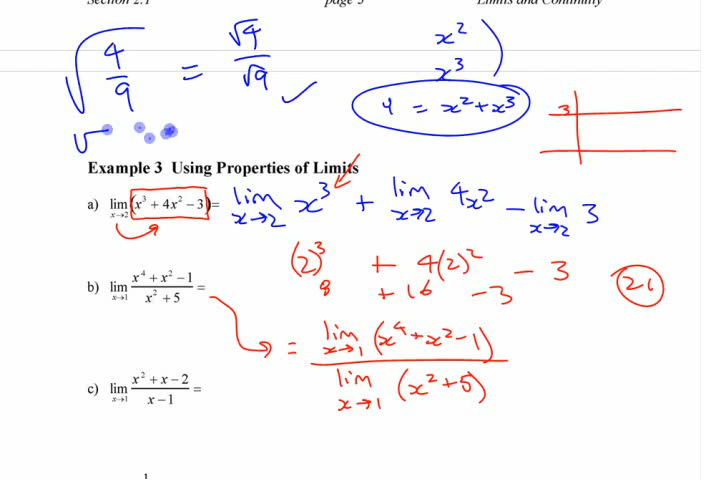 Section 2.1 page 3 Limits and Continuity
√(4/9) = √4/√9 ✓ x² )
x³
y = x² + x³
3
√
Example 3 Using Properties of Limits
a) lim x→2 (x³ + 4x² − 3) = lim x→2 x³ + lim x→2 4x² − lim x→2 3
(2)³ + 4(2)² − 3
8 + 16 − 3 21
b) lim x→1 (x⁴ + x² − 1)/(x² + 5) =
= lim x→1 (x⁴ + x² − 1) / lim x→1 (x² + 5)
c) lim x→1 (x² + x − 2)/(x − 1) =